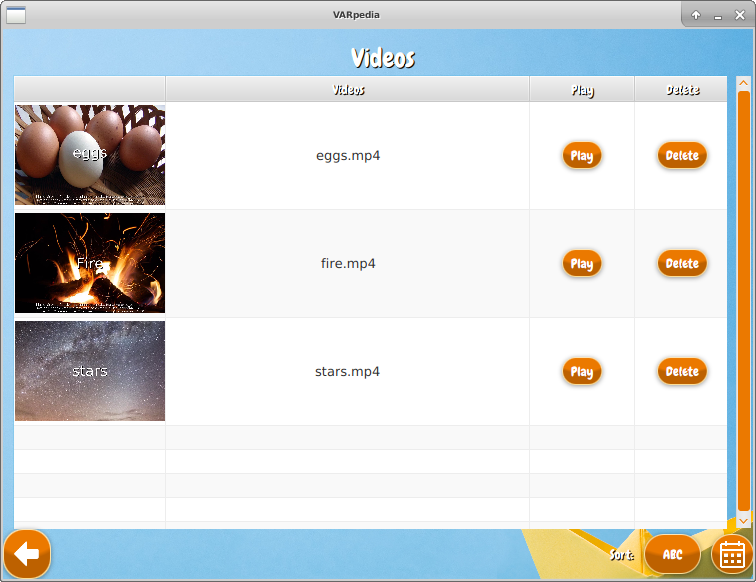 VARpedia
Videos
Videos Play Delete
eggs
eggs.mp4 Play Delete
Fire
fire.mp4 Play Delete
stars
stars.mp4 Play Delete
Sort: ABC